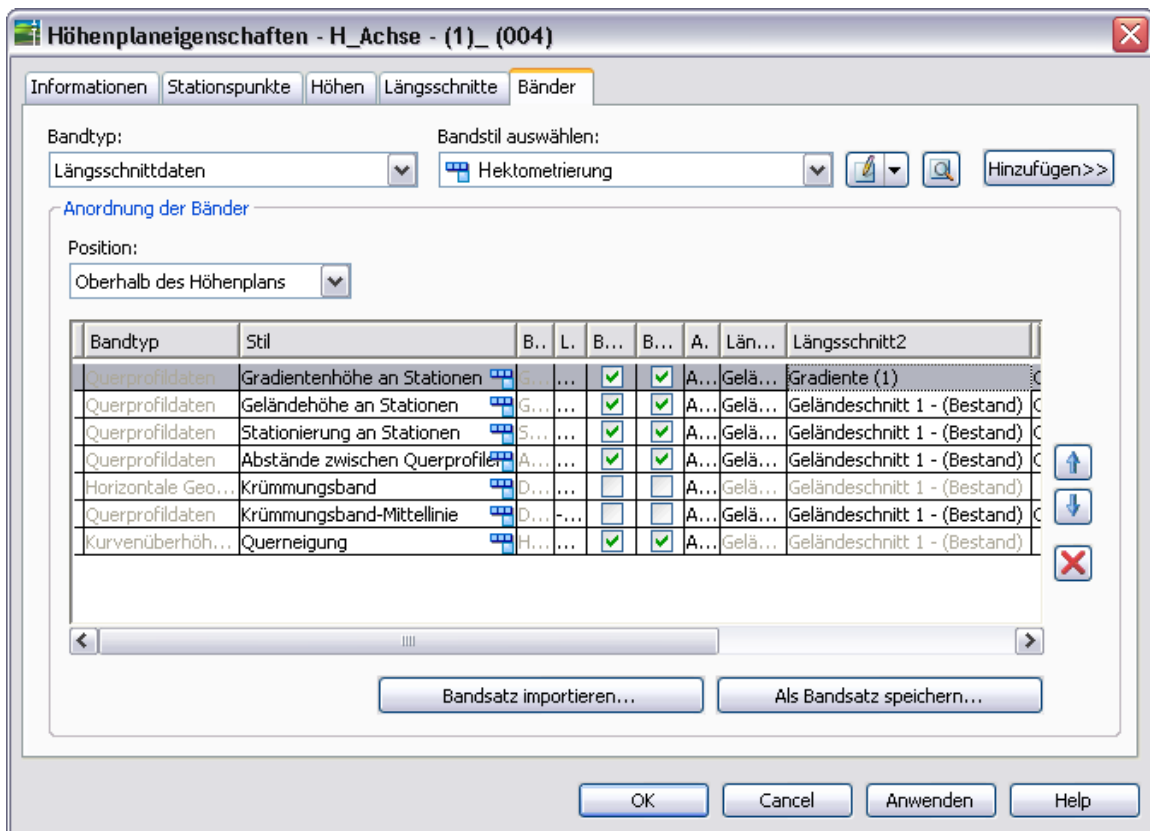 Höhenplaneigenschaften - H_Achse - (1)_ (004)
Informationen Stationspunkte Höhen Längsschnitte Bänder
Bandtyp: Bandstil auswählen:
Längsschnittdaten Hektometrierung Hinzufügen>>
Anordnung der Bänder
Position:
Oberhalb des Höhenplans
Bandtyp Stil B.. L. B... B... A. Län... Längsschnitt2
Querprofildaten Gradientenhöhe an Stationen G... ... A... Gelä... Gradiente (1)
Querprofildaten Geländehöhe an Stationen G... ... A... Gelä... Geländeschnitt 1 - (Bestand)
Querprofildaten Stationierung an Stationen S... ... A... Gelä... Geländeschnitt 1 - (Bestand)
Querprofildaten Abstände zwischen Querprofilen A... ... A... Gelä... Geländeschnitt 1 - (Bestand)
Horizontale Geo... Krümmungsband D... ... A... Gelä... Geländeschnitt 1 - (Bestand)
Querprofildaten Krümmungsband-Mittellinie D... -... A... Gelä... Geländeschnitt 1 - (Bestand)
Kurvenüberhöh... Querneigung H... ... A... Gelä... Geländeschnitt 1 - (Bestand)
Bandsatz importieren... Als Bandsatz speichern...
OK Cancel Anwenden Help